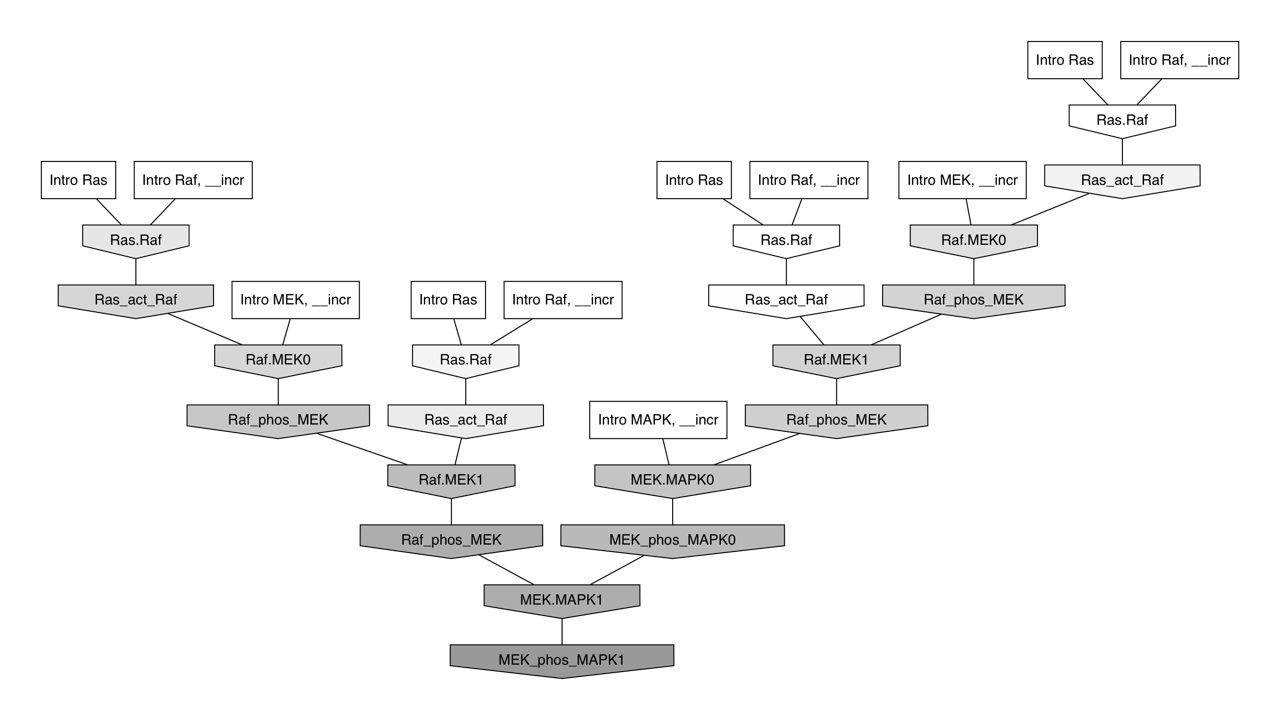 Intro Ras
Intro Raf, __incr
Ras.Raf
Intro Ras
Intro Raf, __incr
Intro Ras
Intro Raf, __incr
Intro MEK, __incr
Ras_act_Raf
Ras.Raf
Ras.Raf
Raf.MEK0
Ras_act_Raf
Intro MEK, __incr
Intro Ras
Intro Raf, __incr
Ras_act_Raf
Raf_phos_MEK
Raf.MEK0
Ras.Raf
Raf.MEK1
Raf_phos_MEK
Ras_act_Raf
Intro MAPK, __incr
Raf_phos_MEK
Raf.MEK1
MEK.MAPK0
Raf_phos_MEK
MEK_phos_MAPK0
MEK.MAPK1
MEK_phos_MAPK1